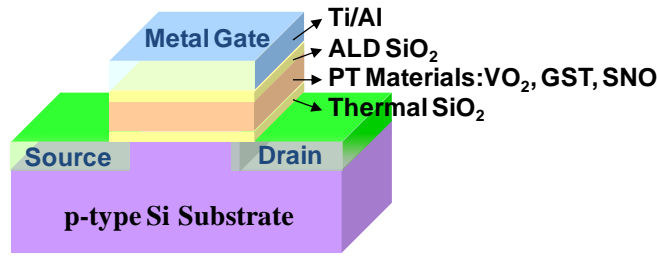 Ti/Al
Metal Gate
ALD SiO₂
PT Materials:VO₂, GST, SNO
Thermal SiO₂
Source
Drain
p-type Si Substrate